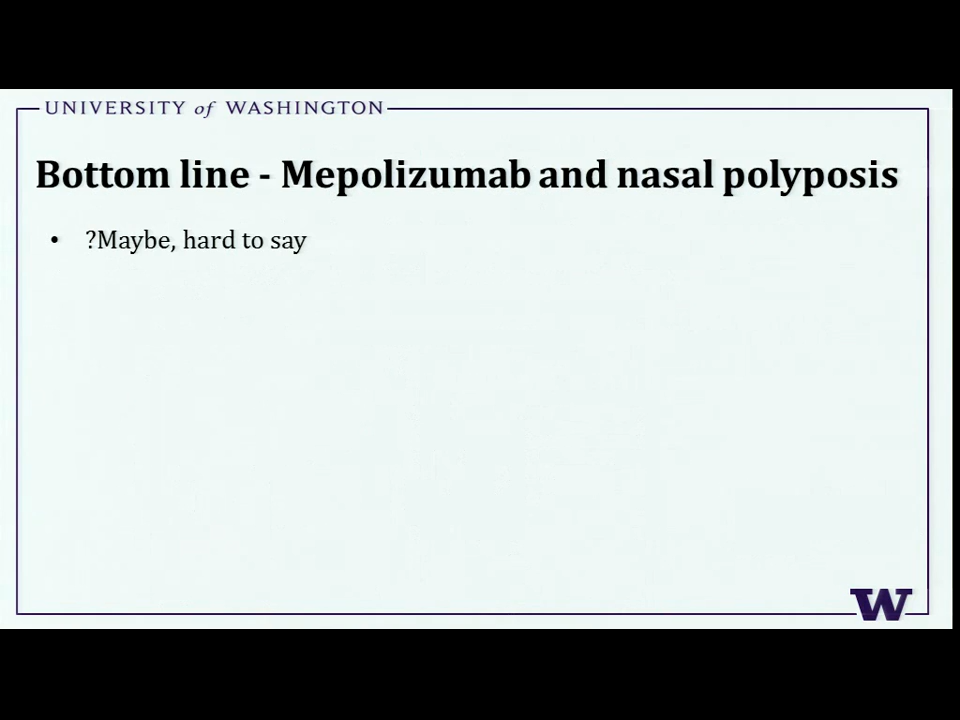 UNIVERSITY of WASHINGTON
Bottom line - Mepolizumab and nasal polyposis
• ?Maybe, hard to say
W